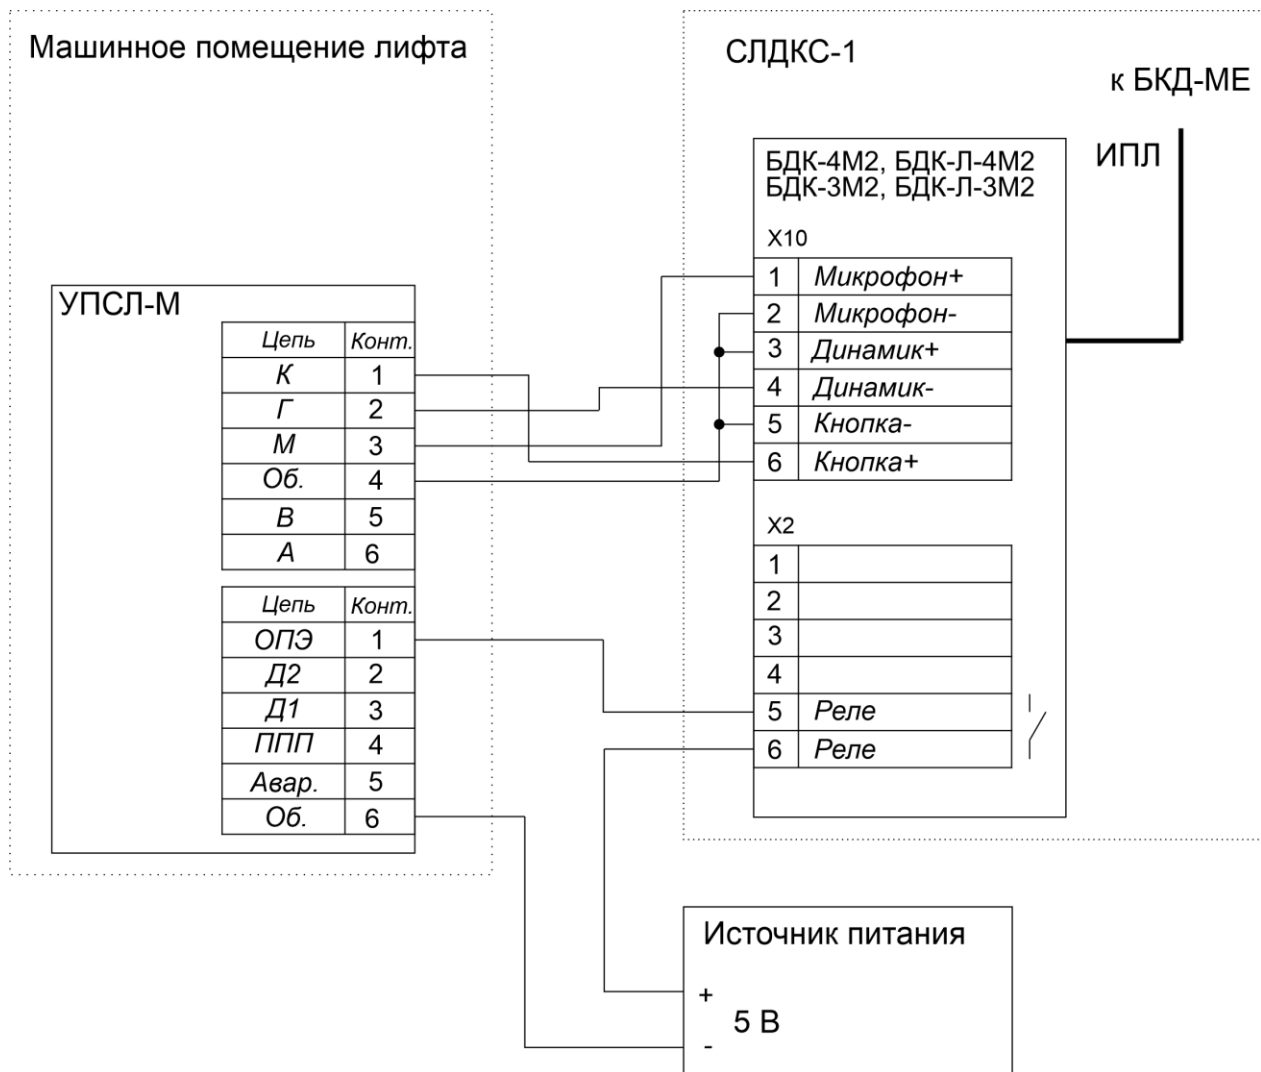 Машинное помещение лифта
УПСЛ-М
Цепь Конт.
К 1
Г 2
М 3
Об. 4
В 5
А 6
Цепь Конт.
ОПЭ 1
Д2 2
Д1 3
ППП 4
Авар. 5
Об. 6
СЛДКС-1
к БКД-МЕ
ИПЛ
БДК-4М2, БДК-Л-4М2
БДК-3М2, БДК-Л-3М2
X10
1 Микрофон+
2 Микрофон-
3 Динамик+
4 Динамик-
5 Кнопка-
6 Кнопка+
X2
1
2
3
4
5 Реле
6 Реле
Источник питания
+
5 В
-